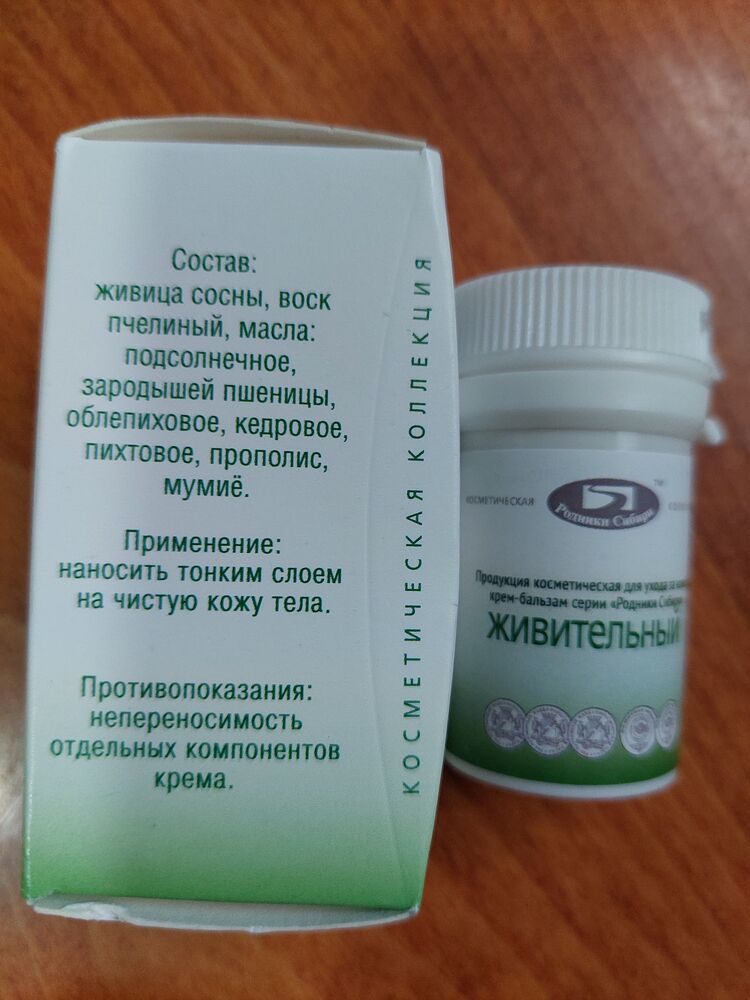 Состав:
живица сосны, воск
пчелиный, масла:
подсолнечное,
зародышей пшеницы,
облепиховое, кедровое,
пихтовое, прополис,
мумиё.
Применение:
наносить тонким слоем
на чистую кожу тела.
Противопоказания:
непереносимость
отдельных компонентов
крема.
КОСМЕТИЧЕСКАЯ КОЛЛЕКЦИЯ
КОСМЕТИЧЕСКАЯ
Родники Сибири
Продукция косметическая для ухода за
крем-бальзам серии «Родники Сибири
ЖИВИТЕЛЬНЫЙ